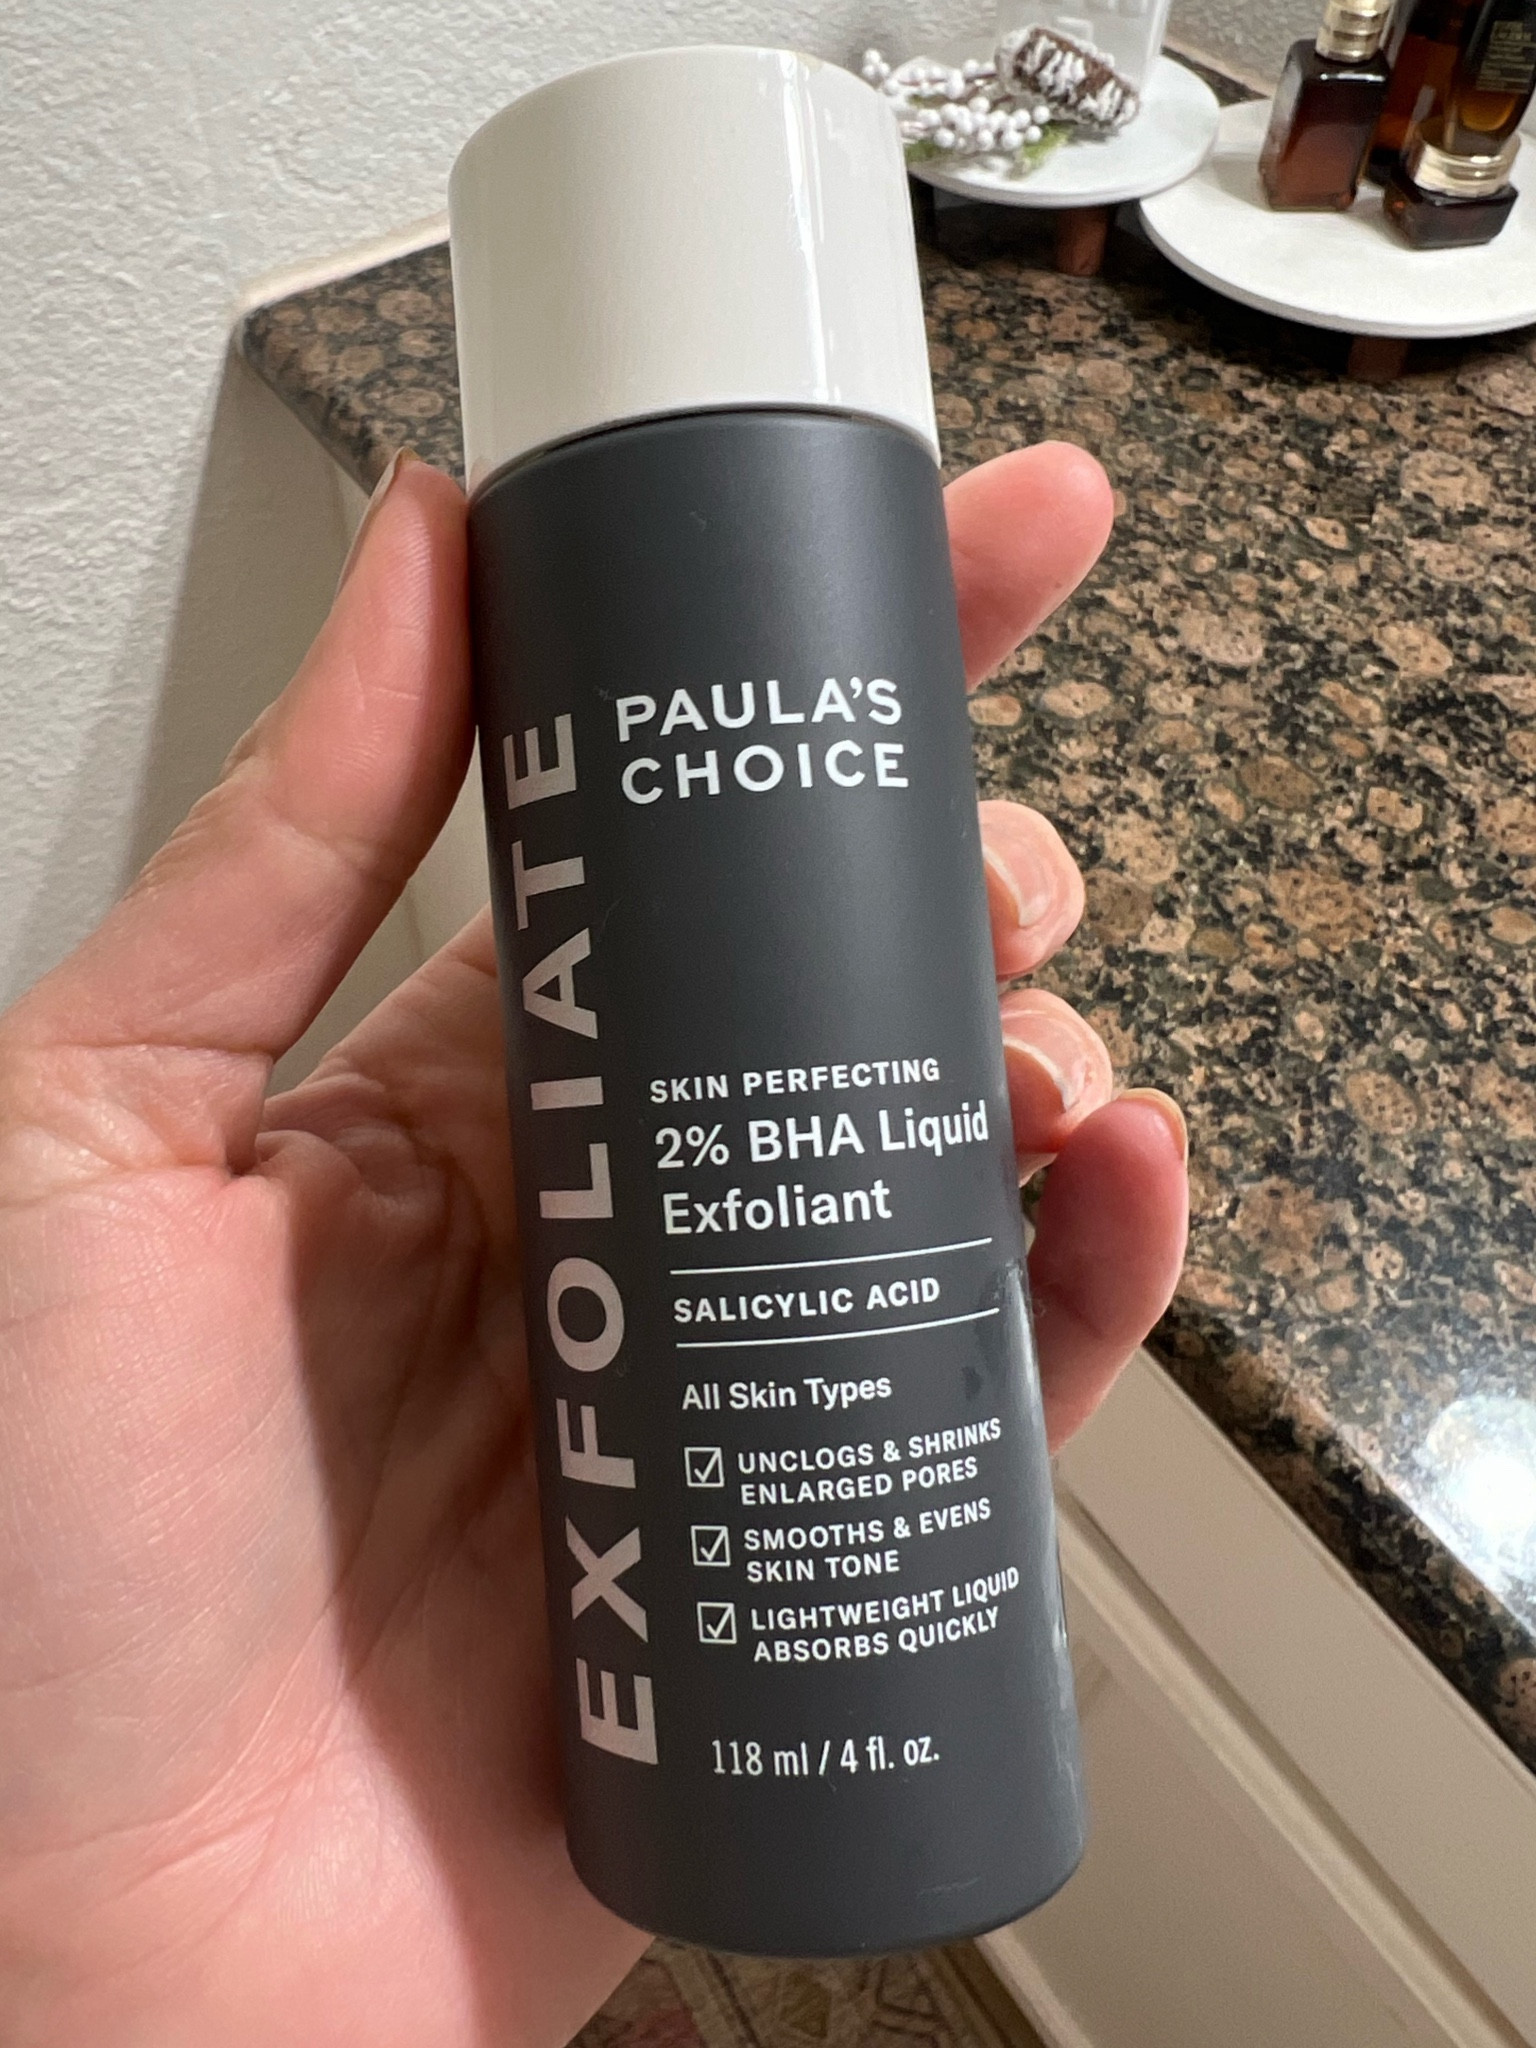 PAULA'S
CHOICE
EXFOLIATE
SKIN PERFECTING
2% BHA Liquid
Exfoliant
SALICYLIC ACID
All Skin Types
UNCLOGS & SHRINKS
ENLARGED PORES
SMOOTHS & EVENS
SKIN TONE
LIGHTWEIGHT LIQUID
ABSORBS QUICKLY
118 ml / 4 fl. oz.